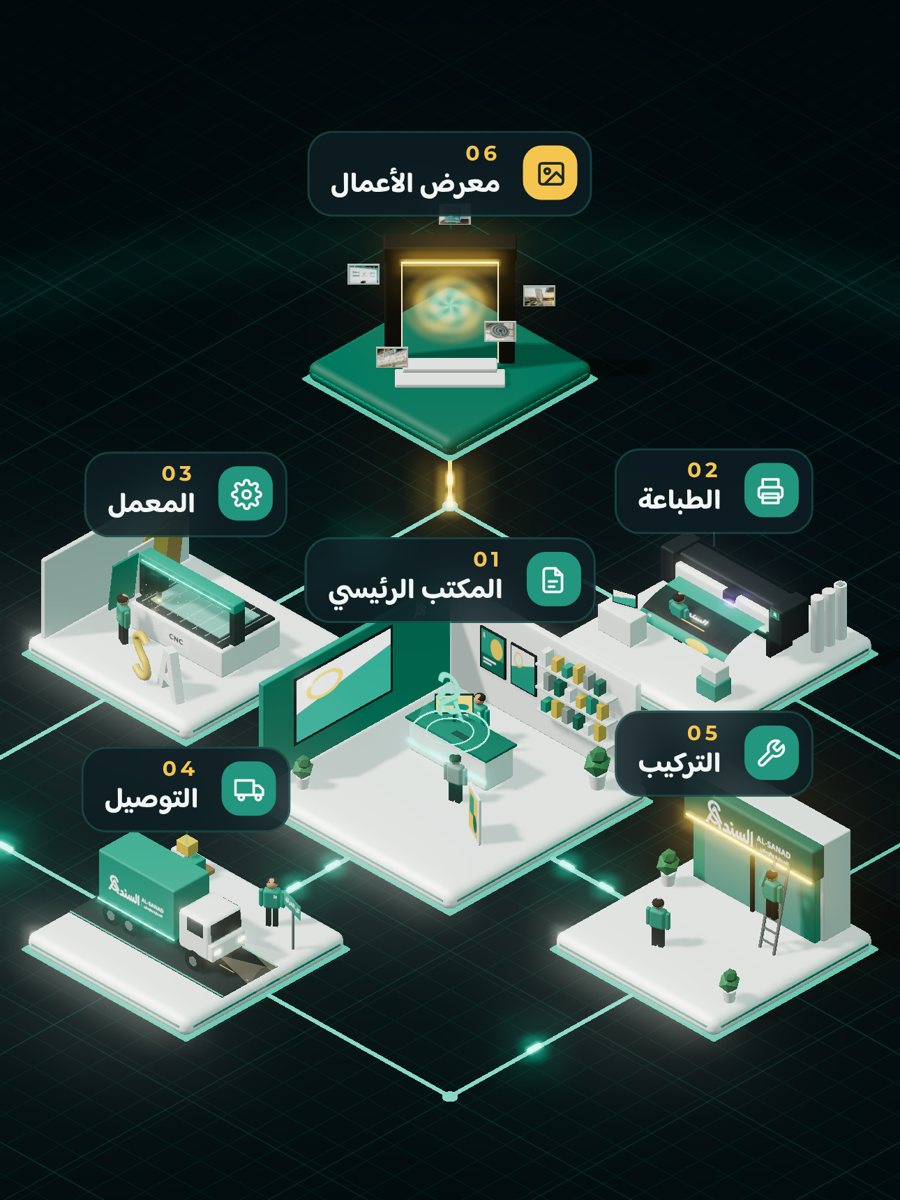 06
معرض الأعمال
03
المعمل
02
الطباعة
01
المكتب الرئيسي
CNC
S A
05
التركيب
04
التوصيل
السند
AL-SANAD
السند
AL-SANAD